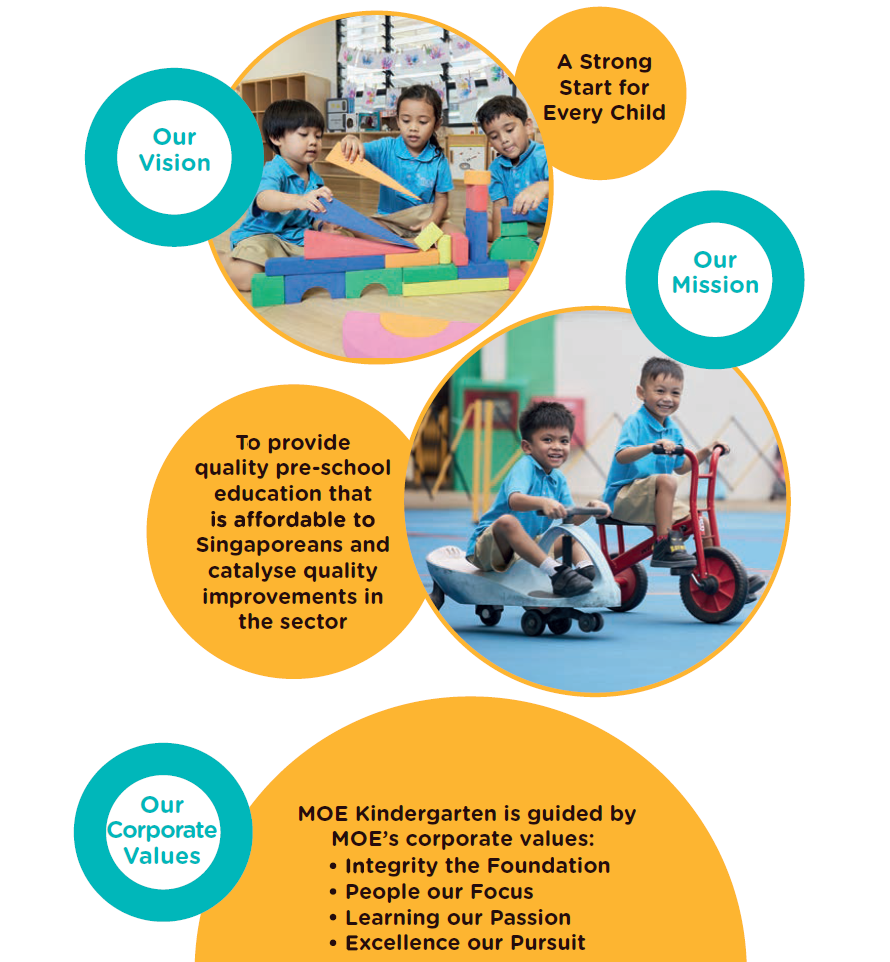 Our
Vision
A Strong
Start for
Every Child
Our
Mission
To provide
quality pre-school
education that
is affordable to
Singaporeans and
catalyse quality
improvements in
the sector
Our
Corporate
Values
MOE Kindergarten is guided by
MOE’s corporate values:
• Integrity the Foundation
• People our Focus
• Learning our Passion
• Excellence our Pursuit